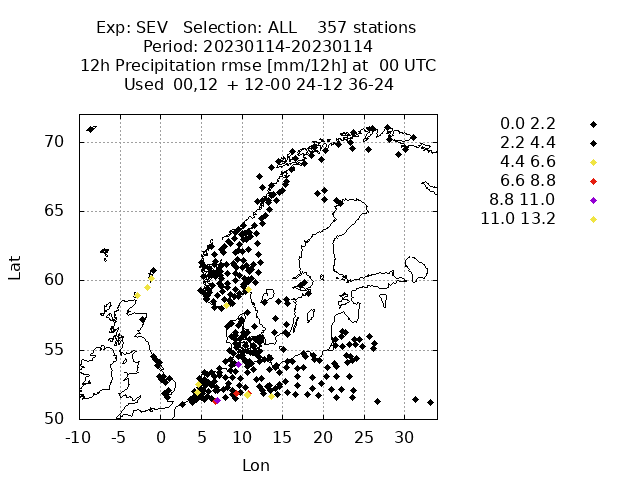 Exp: SEV   Selection: ALL    357 stations
Period: 20230114-20230114
12h Precipitation rmse [mm/12h] at  00 UTC
Used  00,12  + 12-00 24-12 36-24
0.0 2.2
2.2 4.4
4.4 6.6
6.6 8.8
8.8 11.0
11.0 13.2
70
65
60
55
50
Lat
-10 -5 0 5 10 15 20 25 30
Lon